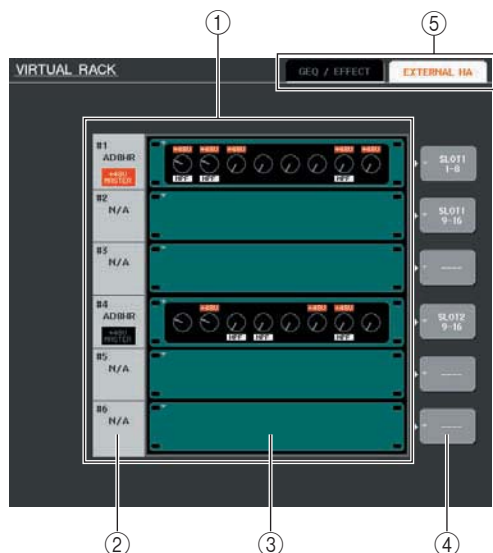 ① ⑤
VIRTUAL RACK GEQ / EFFECT EXTERNAL HA
#1
AD8HR
+48V
MASTER
+48V +48V +48V +48V +48V
HPF HPF HPF
SLOT1
1-8
#2
N/A
SLOT1
9-16
#3
N/A
----
#4
AD8HR
+48V
MASTER
+48V +48V +48V
HPF HPF HPF
SLOT2
9-16
#5
N/A
----
#6
N/A
----
② ③ ④